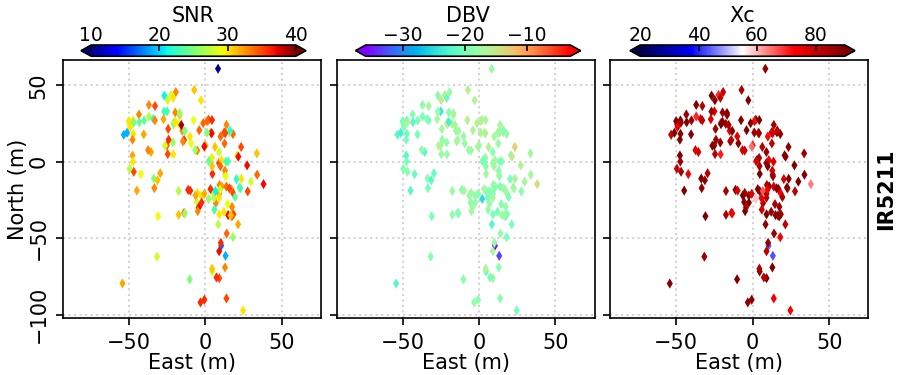 SNR DBV Xc
10 20 30 40 −30 −20 −10 20 40 60 80
North (m)
50
0
−50
−100
−50 0 50 −50 0 50 −50 0 50
East (m) East (m) East (m)
IR5211